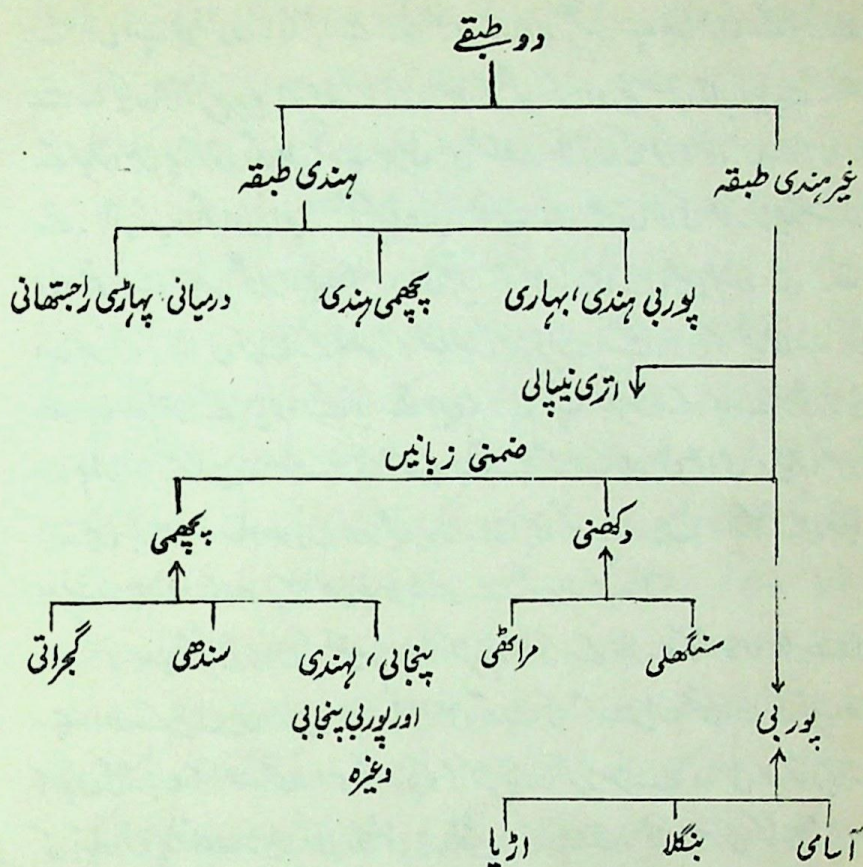 دو طبقے
غیر ہندی طبقہ
ہندی طبقہ
پوربی ہندی، بہاری
پچھمی ہندی
درمیانی پہاڑی راجستھانی
اتری نیپالی
ضمنی زبانیں
دکھنی
پچھمی
سنگھلی
مراٹھی
پنجابی، لہندی
اور پوربی پنجابی
وغیرہ
سندھی
گجراتی
پوربی
آسامی
بنگلا
اڑیا